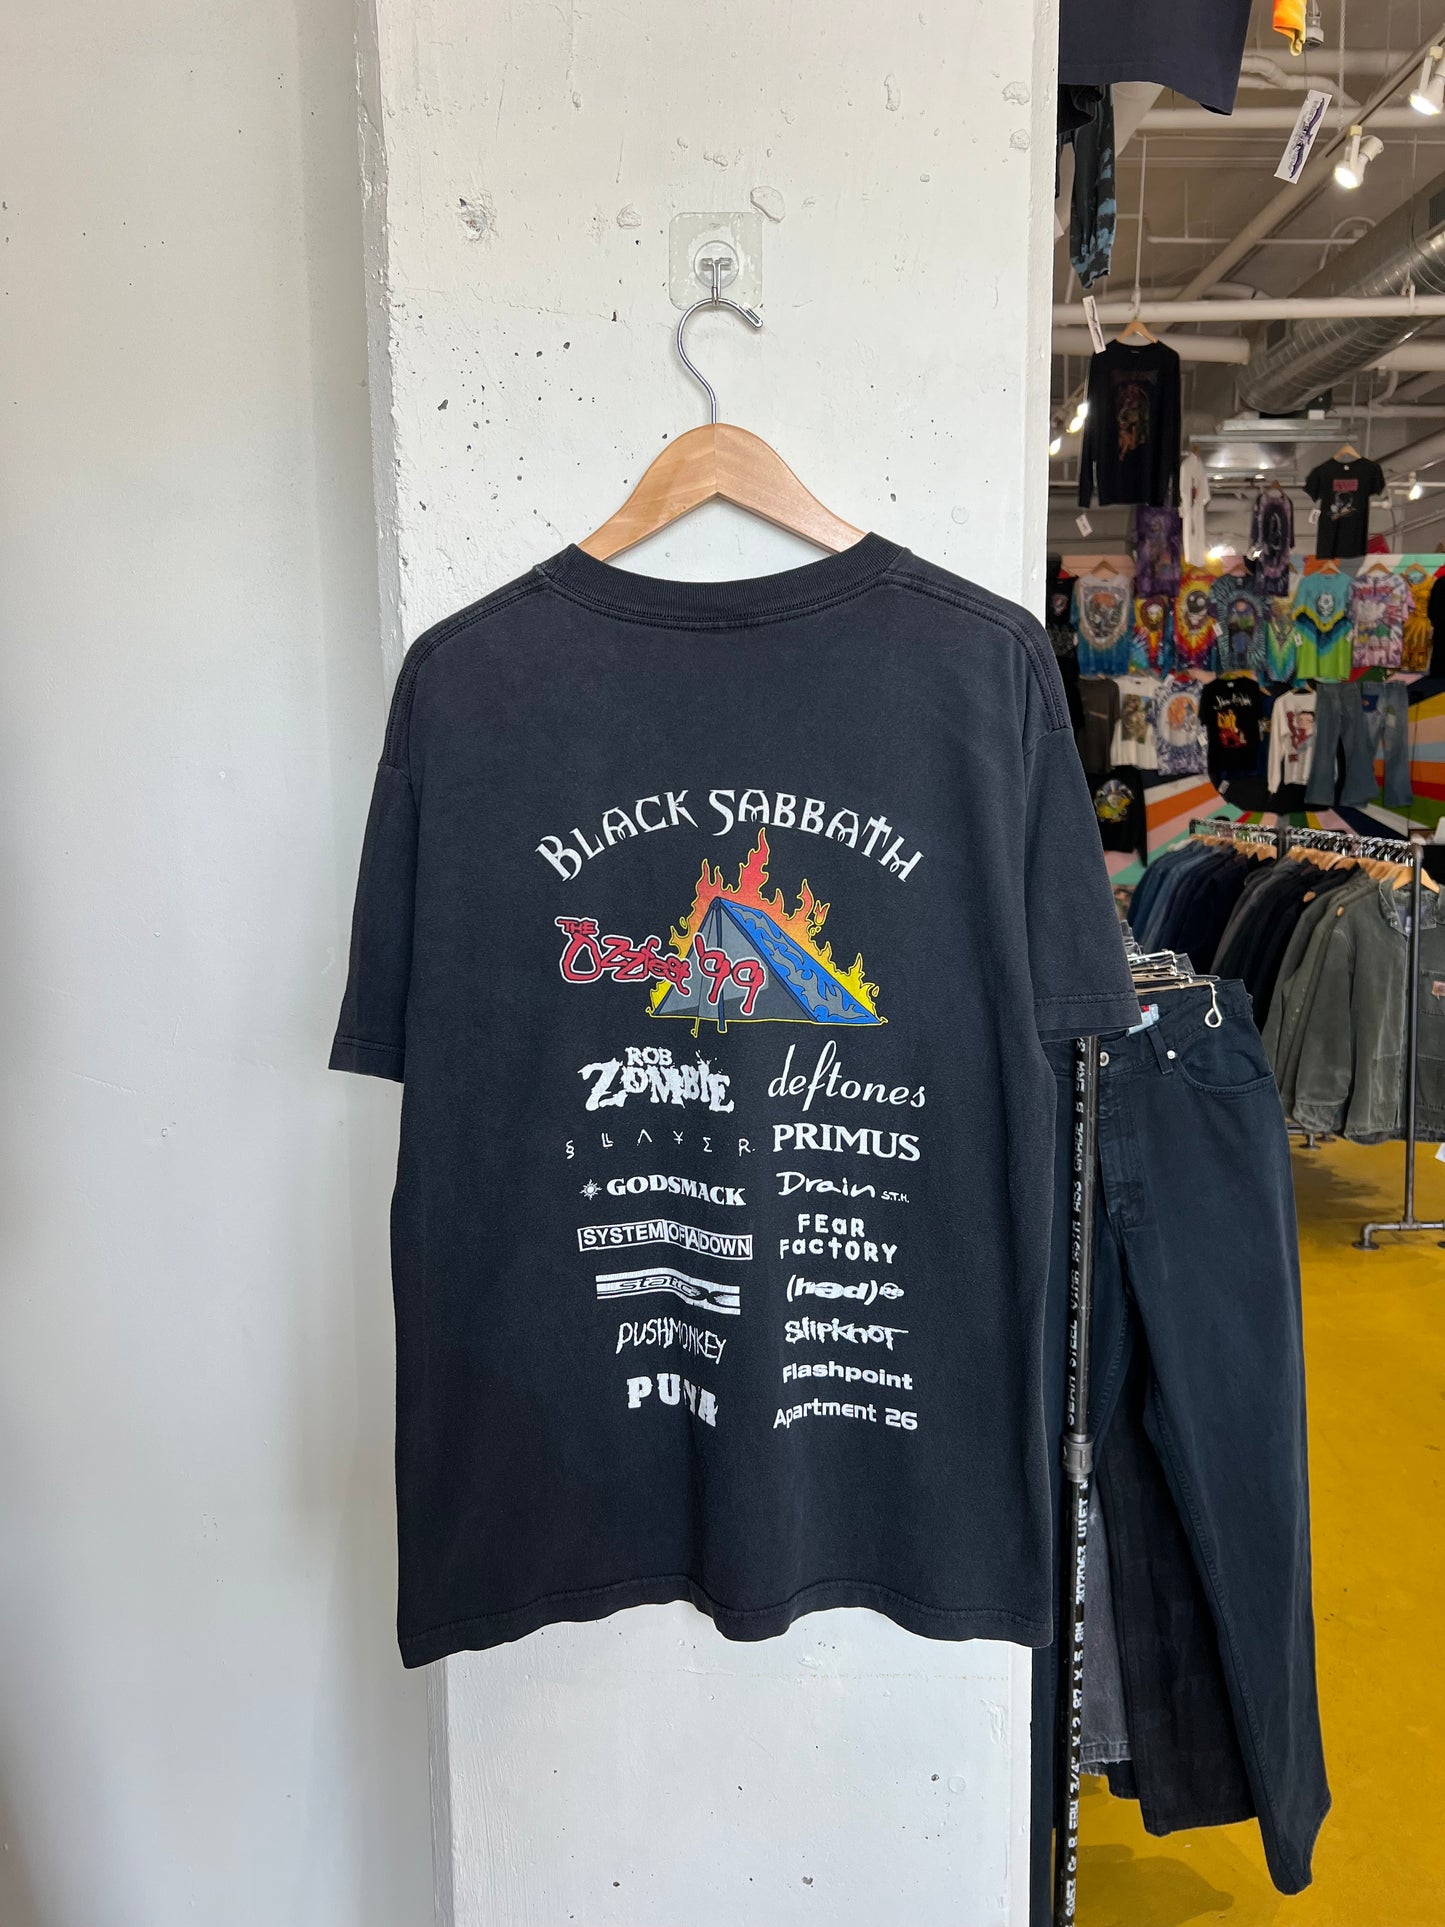 BLACK SABBATH
THE
OZZfest '99
ROB
ZOMBIE
deftones
SLAYER
PRIMUS
GODSMACK
Drain S.T.H.
SYSTEM OF A DOWN
FEaR
FacTORY
static X
(həd)pe
PUSHMONKEY
SlipKnoT
Flashpoint
PUYA
Apartment 26